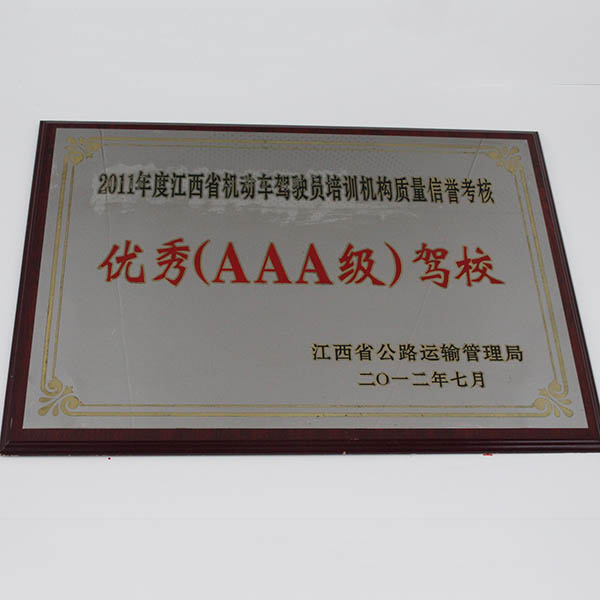 2011年度江西省机动车驾驶员培训机构质量信誉考核
优秀(AAA级)驾校
江西省公路运输管理局
二〇一二年七月